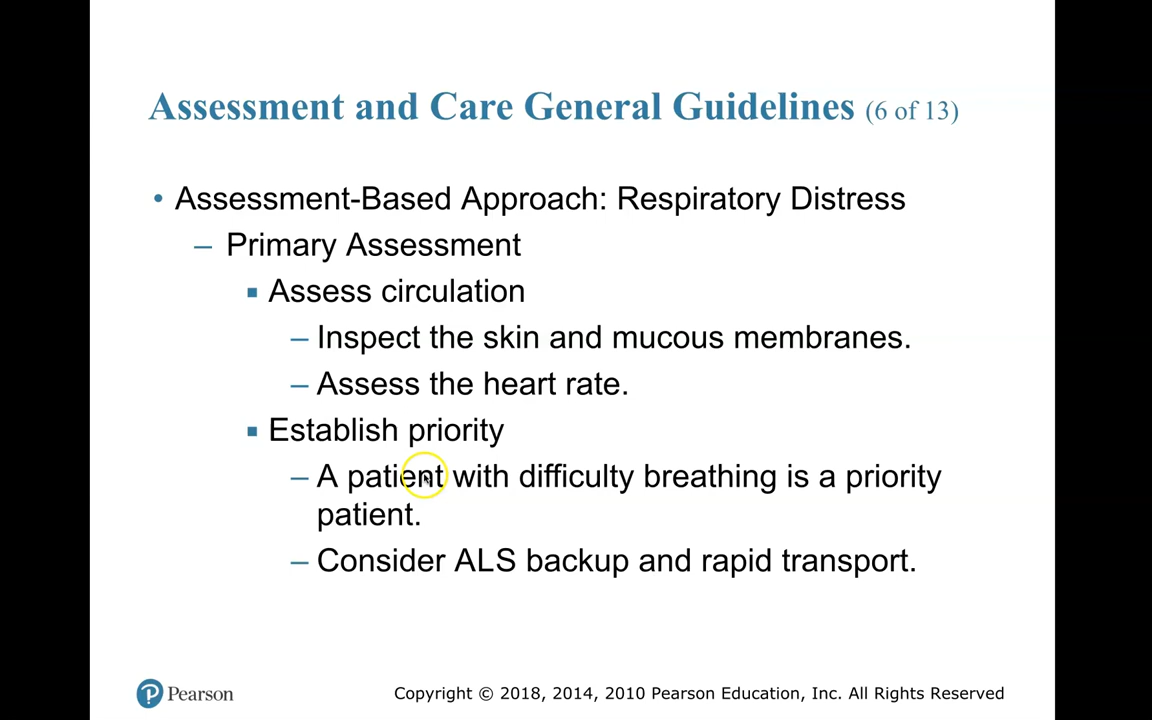 Assessment and Care General Guidelines (6 of 13)
• Assessment-Based Approach: Respiratory Distress
– Primary Assessment
▪ Assess circulation
– Inspect the skin and mucous membranes.
– Assess the heart rate.
▪ Establish priority
– A patient with difficulty breathing is a priority
patient.
– Consider ALS backup and rapid transport.
P Pearson
Copyright © 2018, 2014, 2010 Pearson Education, Inc. All Rights Reserved